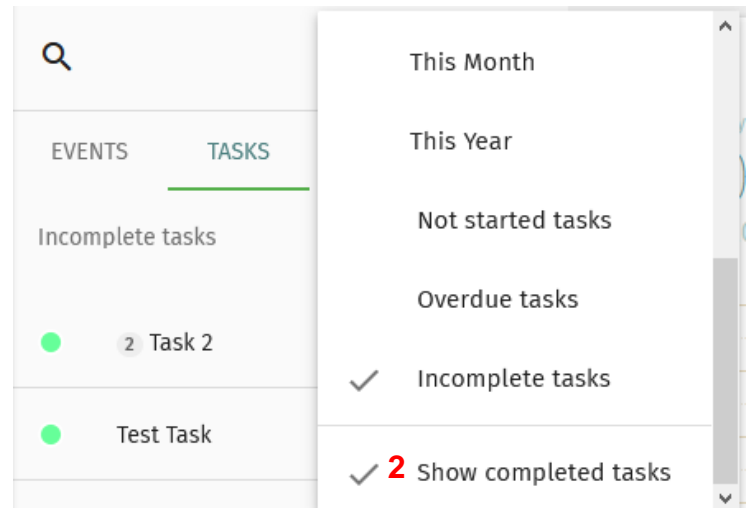 EVENTS TASKS
Incomplete tasks
2 Task 2
Test Task
This Month
This Year
Not started tasks
Overdue tasks
Incomplete tasks
2 Show completed tasks